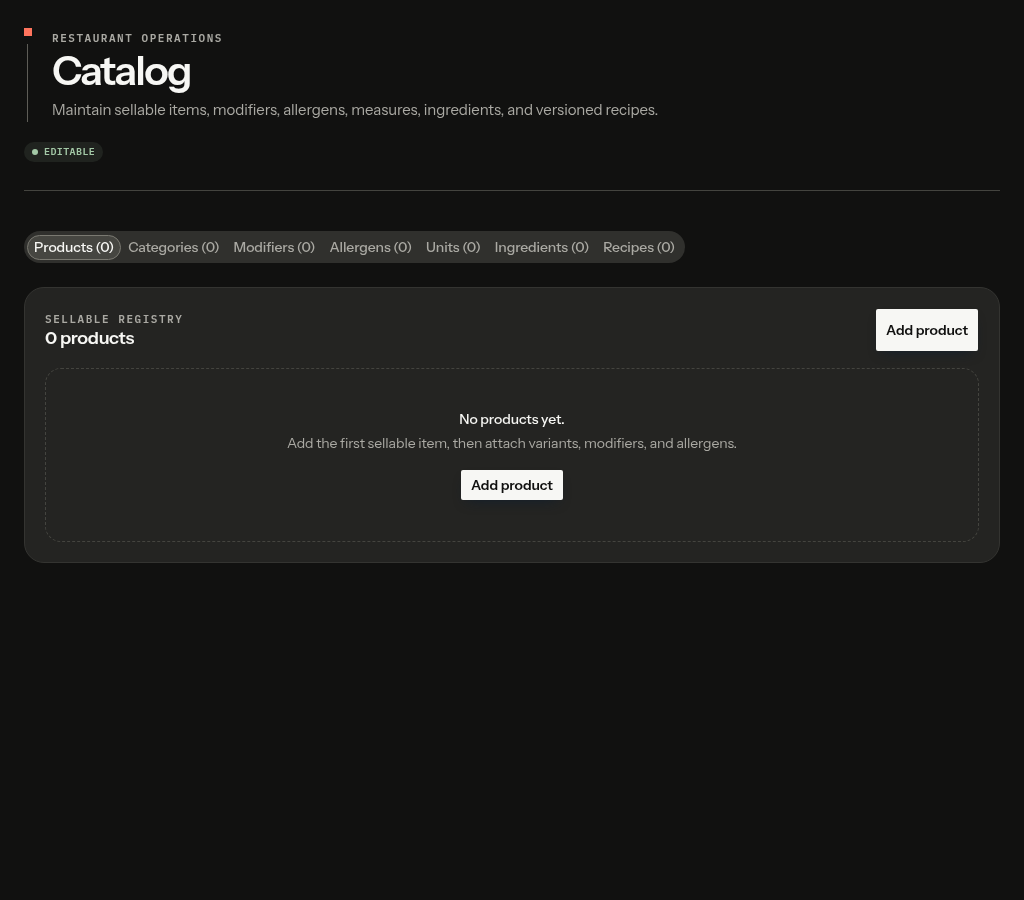 RESTAURANT OPERATIONS
Catalog
Maintain sellable items, modifiers, allergens, measures, ingredients, and versioned recipes.
EDITABLE
Products (0) Categories (0) Modifiers (0) Allergens (0) Units (0) Ingredients (0) Recipes (0)
SELLABLE REGISTRY
0 products
Add product
No products yet.
Add the first sellable item, then attach variants, modifiers, and allergens.
Add product